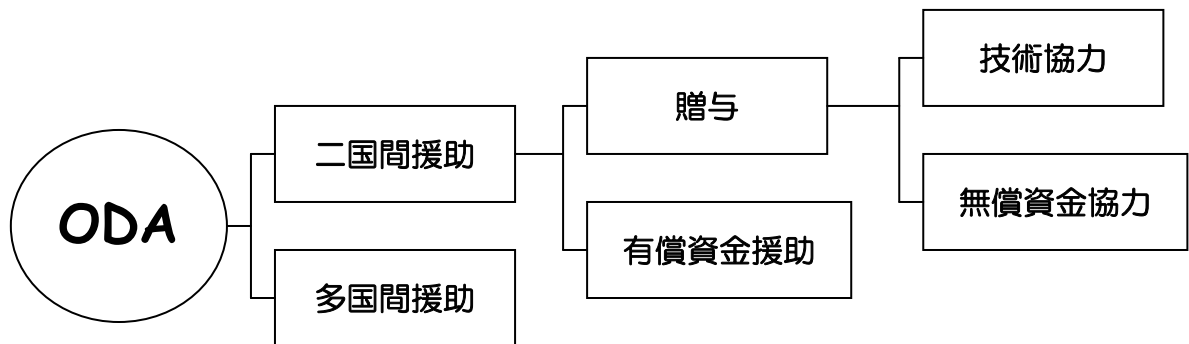 ODA
二国間援助
多国間援助
贈与
有償資金援助
技術協力
無償資金協力